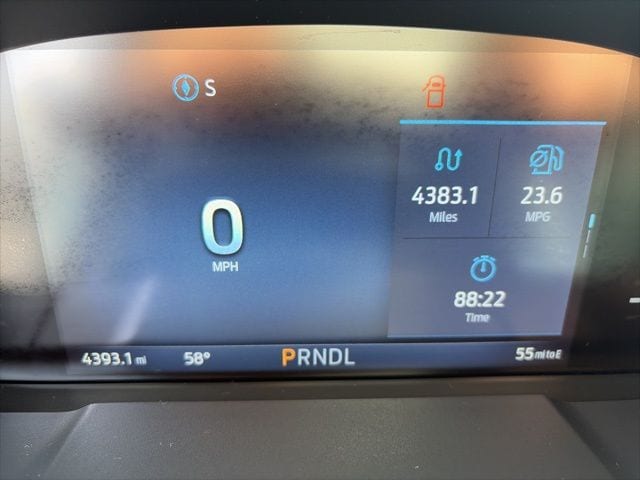 S
4383.1
Miles
23.6
MPG
0
MPH
88:22
Time
4393.1 mi 58° PRNDL 55 mi to E